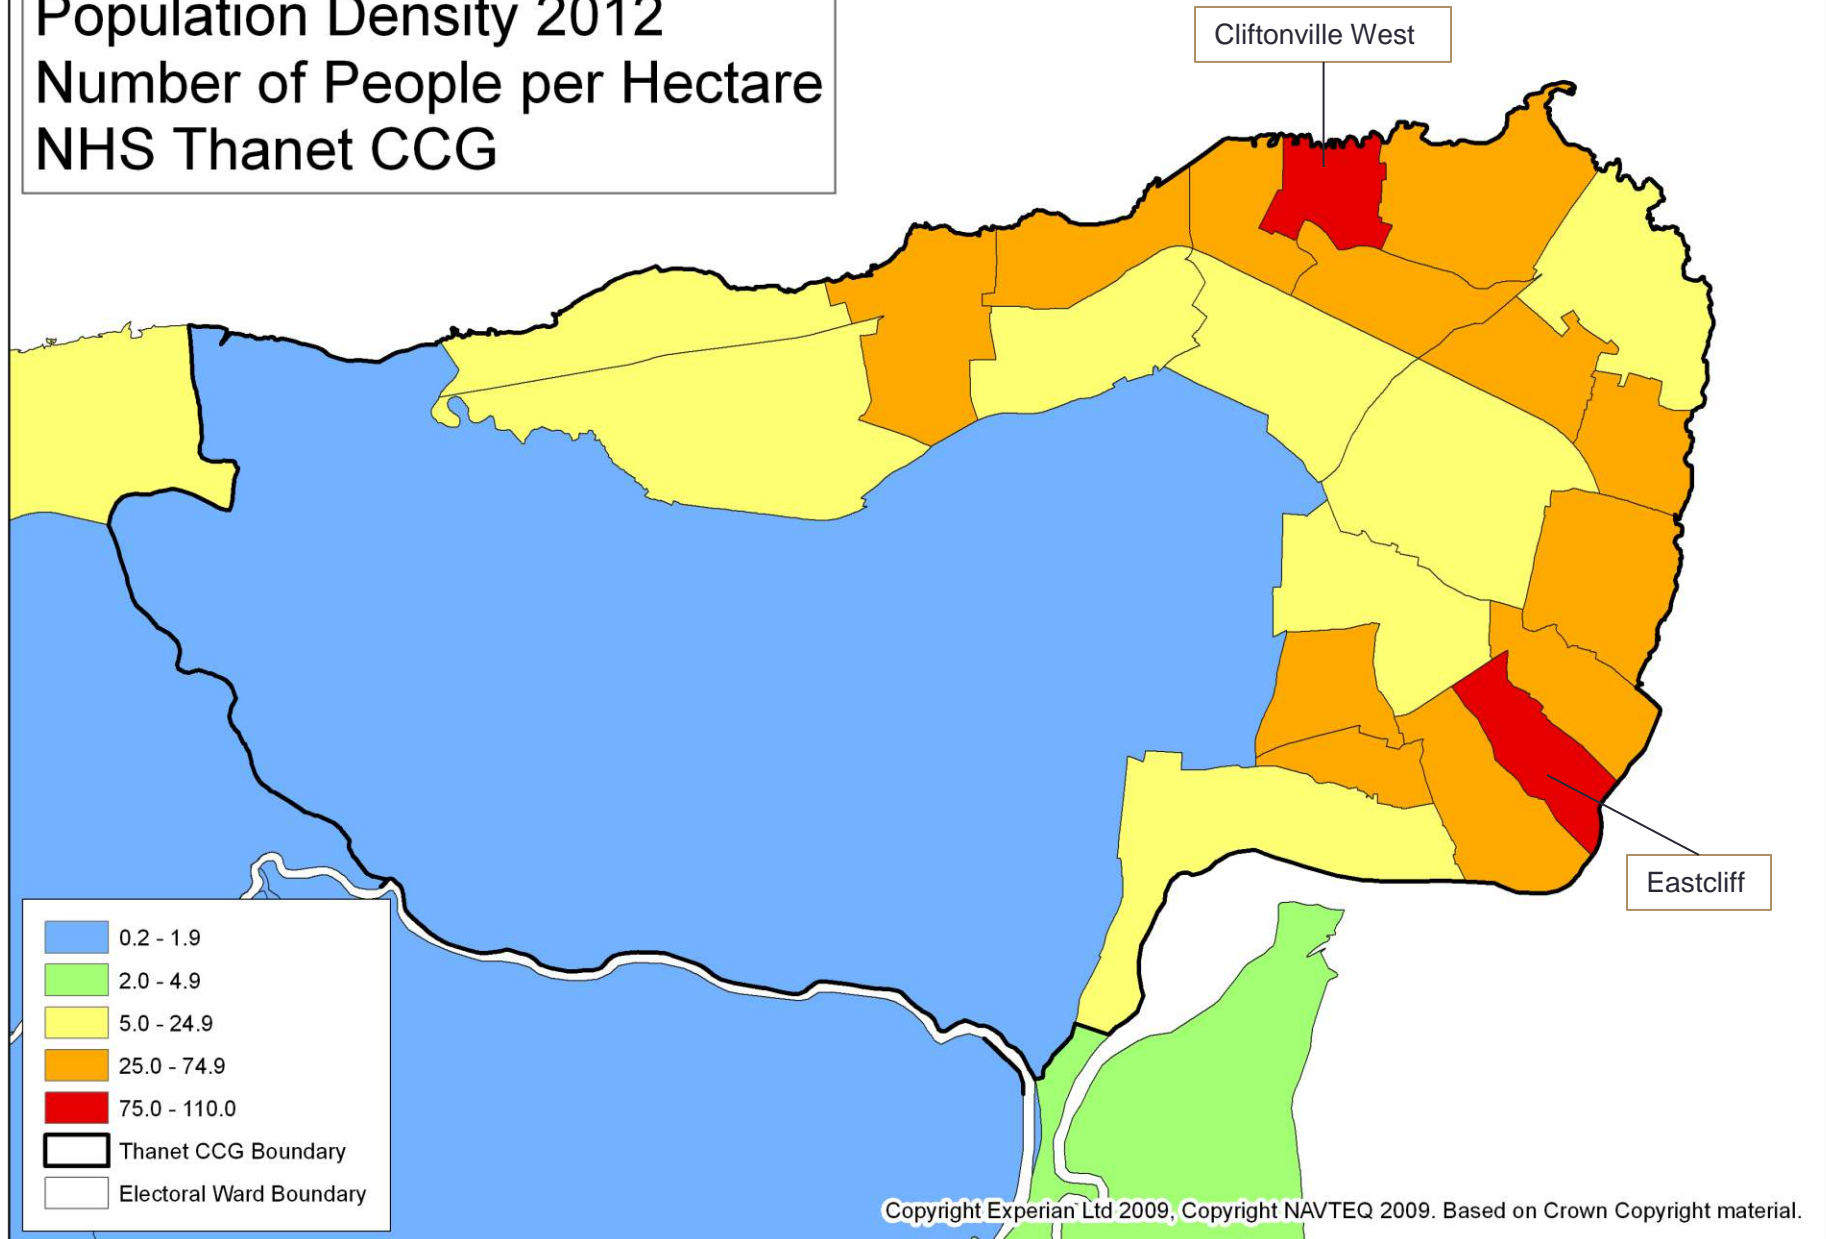 Population Density 2012
Number of People per Hectare
NHS Thanet CCG
Cliftonville West
Eastcliff
0.2 - 1.9
2.0 - 4.9
5.0 - 24.9
25.0 - 74.9
75.0 - 110.0
Thanet CCG Boundary
Electoral Ward Boundary
Copyright Experian Ltd 2009, Copyright NAVTEQ 2009. Based on Crown Copyright material.